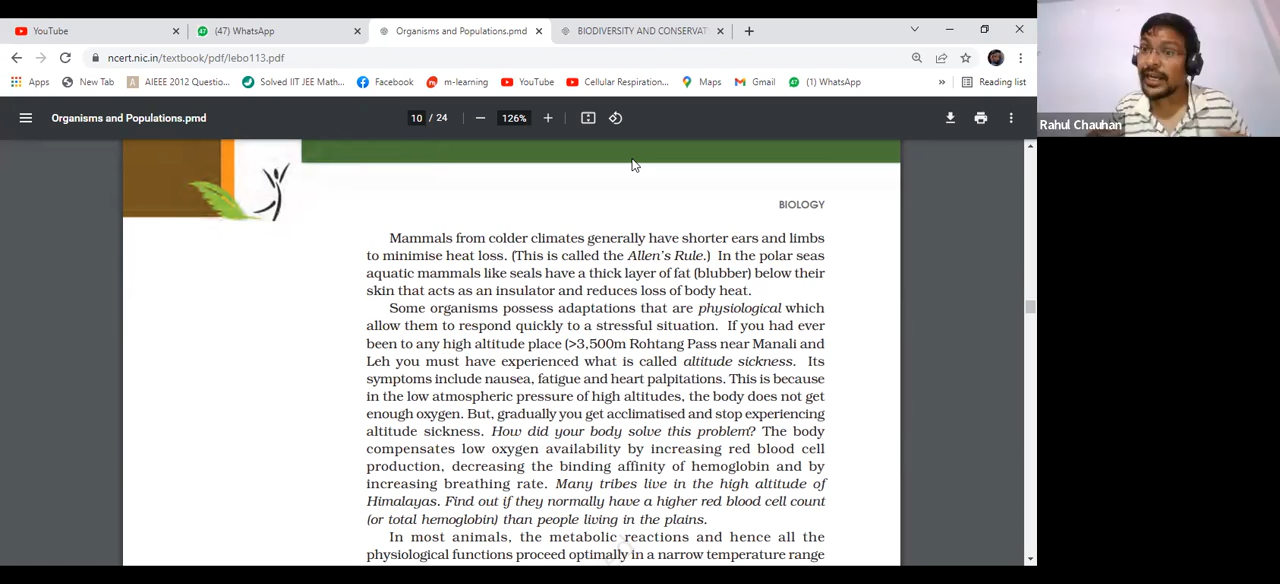 YouTube
(47) WhatsApp
Organisms and Populations.pmd
BIODIVERSITY AND CONSERVAT
ncert.nic.in/textbook/pdf/lebo113.pdf
Apps
New Tab
AIEEE 2012 Questio...
Solved IIT JEE Math...
Facebook
m-learning
YouTube
Cellular Respiration...
Maps
Gmail
(1) WhatsApp
»
Reading list
Rahul Chauhan
Organisms and Populations.pmd
10 / 24
126%
BIOLOGY
Mammals from colder climates generally have shorter ears and limbs
to minimise heat loss. (This is called the Allen's Rule.) In the polar seas
aquatic mammals like seals have a thick layer of fat (blubber) below their
skin that acts as an insulator and reduces loss of body heat.
Some organisms possess adaptations that are physiological which
allow them to respond quickly to a stressful situation. If you had ever
been to any high altitude place (>3,500m Rohtang Pass near Manali and
Leh you must have experienced what is called altitude sickness. Its
symptoms include nausea, fatigue and heart palpitations. This is because
in the low atmospheric pressure of high altitudes, the body does not get
enough oxygen. But, gradually you get acclimatised and stop experiencing
altitude sickness. How did your body solve this problem? The body
compensates low oxygen availability by increasing red blood cell
production, decreasing the binding affinity of hemoglobin and by
increasing breathing rate. Many tribes live in the high altitude of
Himalayas. Find out if they normally have a higher red blood cell count
(or total hemoglobin) than people living in the plains.
In most animals, the metabolic reactions and hence all the
physiological functions proceed optimally in a narrow temperature range